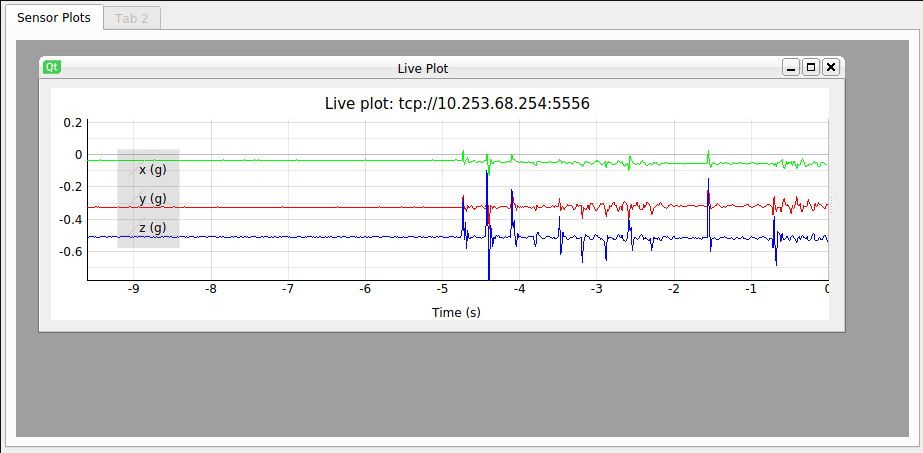 Sensor Plots Tab 2
Qt Live Plot
Live plot: tcp://10.253.68.254:5556
0.2
0
-0.2
-0.4
-0.6
x (g)
y (g)
z (g)
-9 -8 -7 -6 -5 -4 -3 -2 -1 0
Time (s)